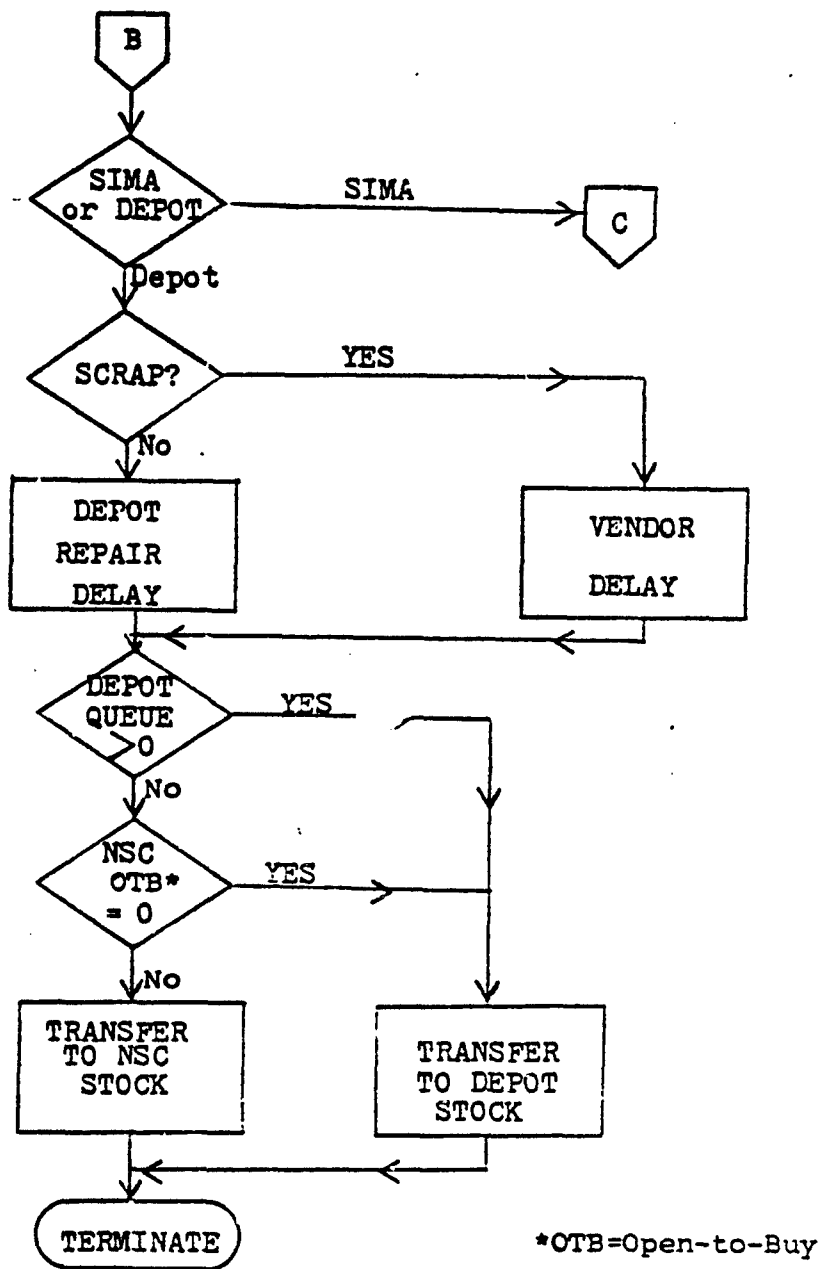 B
SIMA
or DEPOT
SIMA
C
Depot
SCRAP?
YES
No
DEPOT
REPAIR
DELAY
VENDOR
DELAY
DEPOT
QUEUE
>0
YES
No
NSC
OTB*
= 0
YES
No
TRANSFER
TO NSC
STOCK
TRANSFER
TO DEPOT
STOCK
TERMINATE
*OTB=Open-to-Buy